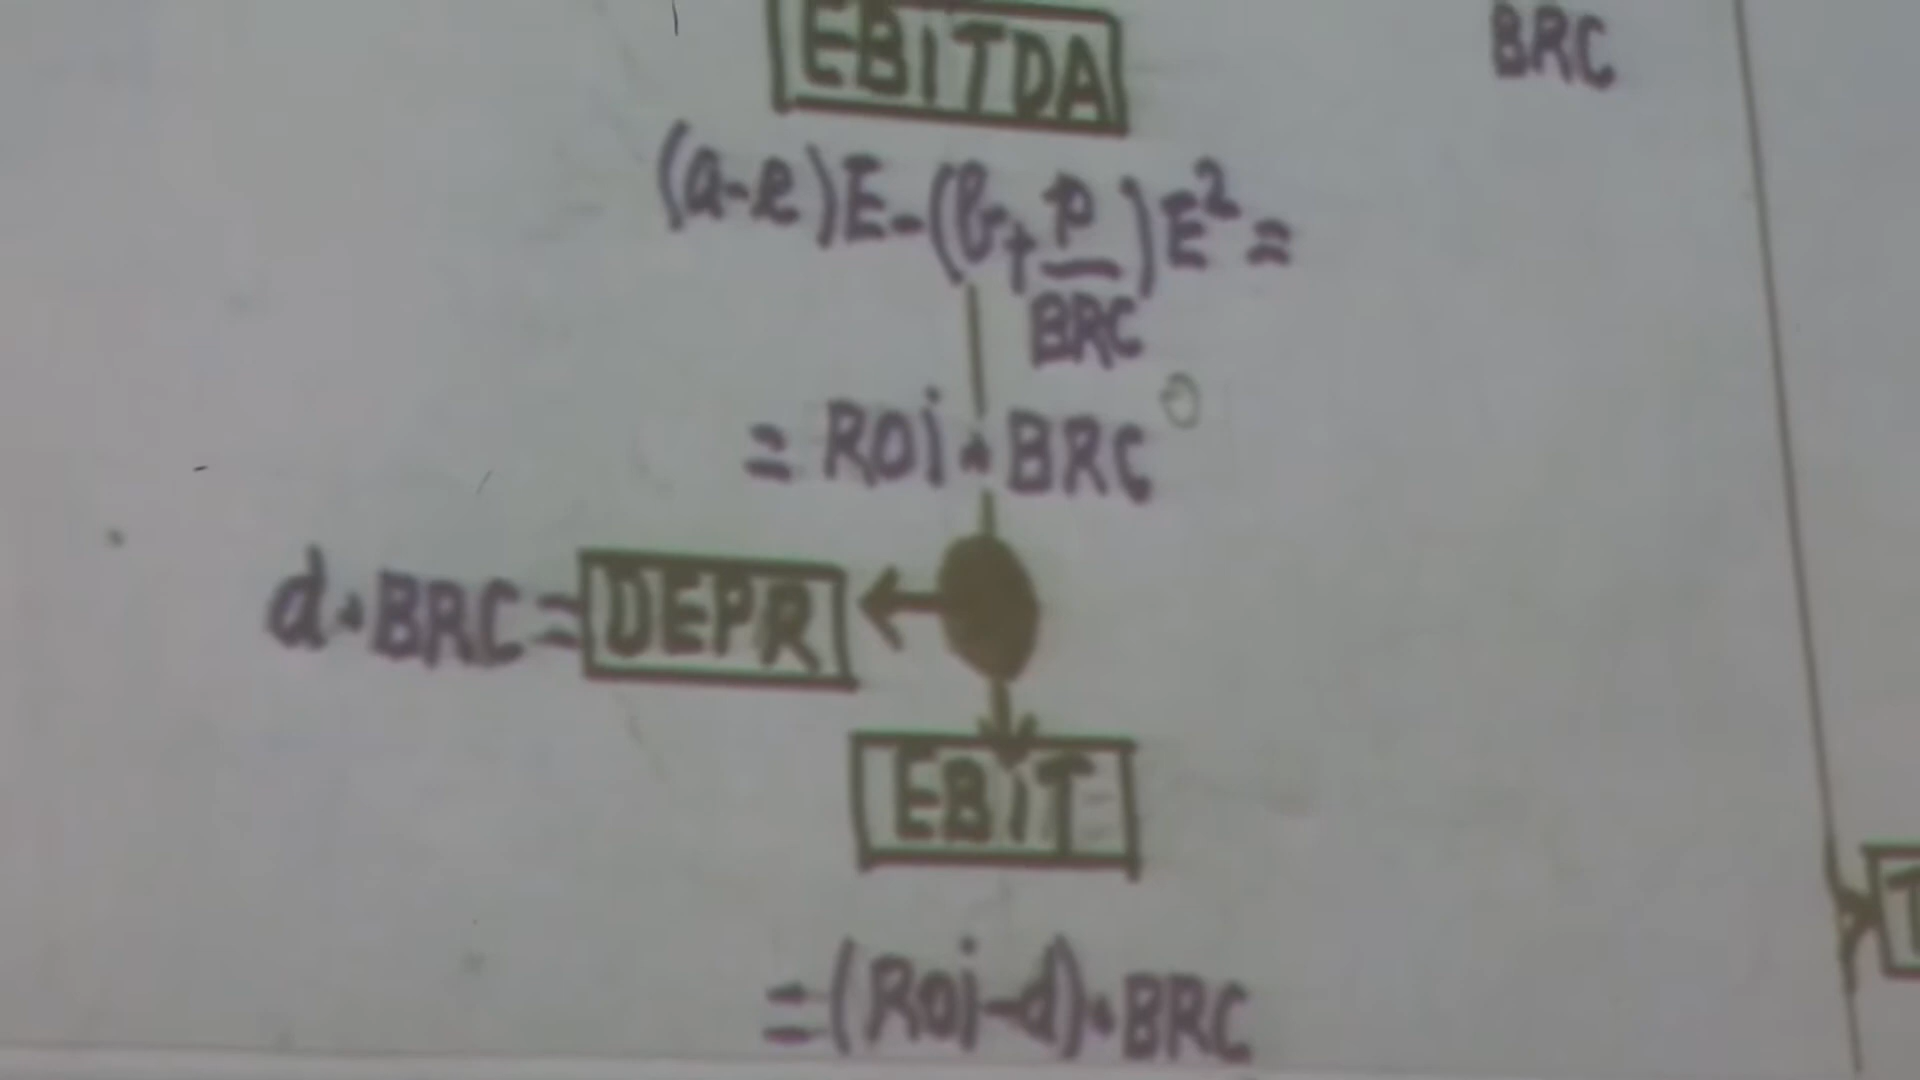 EBITDA
BRC
(a-e)E-(b+p/BRC)E²=
= ROi•BRC
d•BRC=DEPR
EBIT
=(ROi-d)•BRC